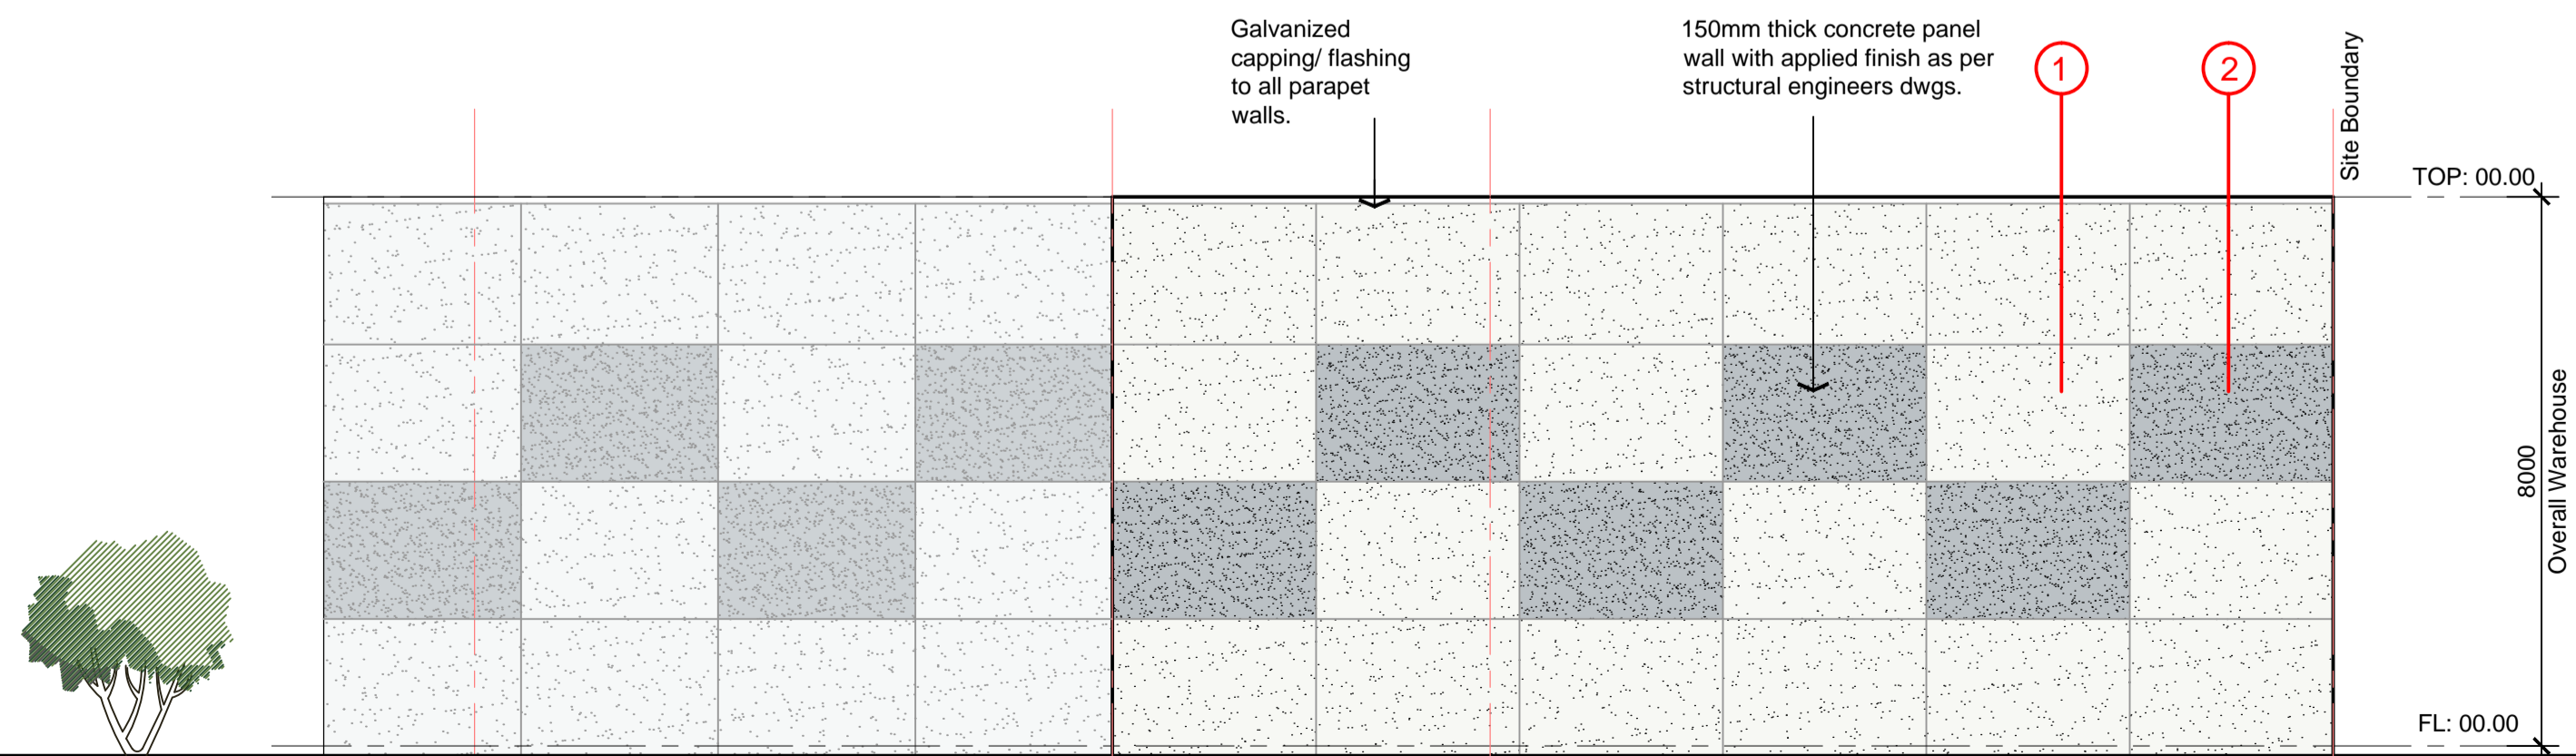 Galvanized
capping/ flashing
to all parapet
walls.
150mm thick concrete panel
wall with applied finish as per
structural engineers dwgs.
1
2
Site Boundary
TOP: 00.00
8000
Overall Warehouse
FL: 00.00